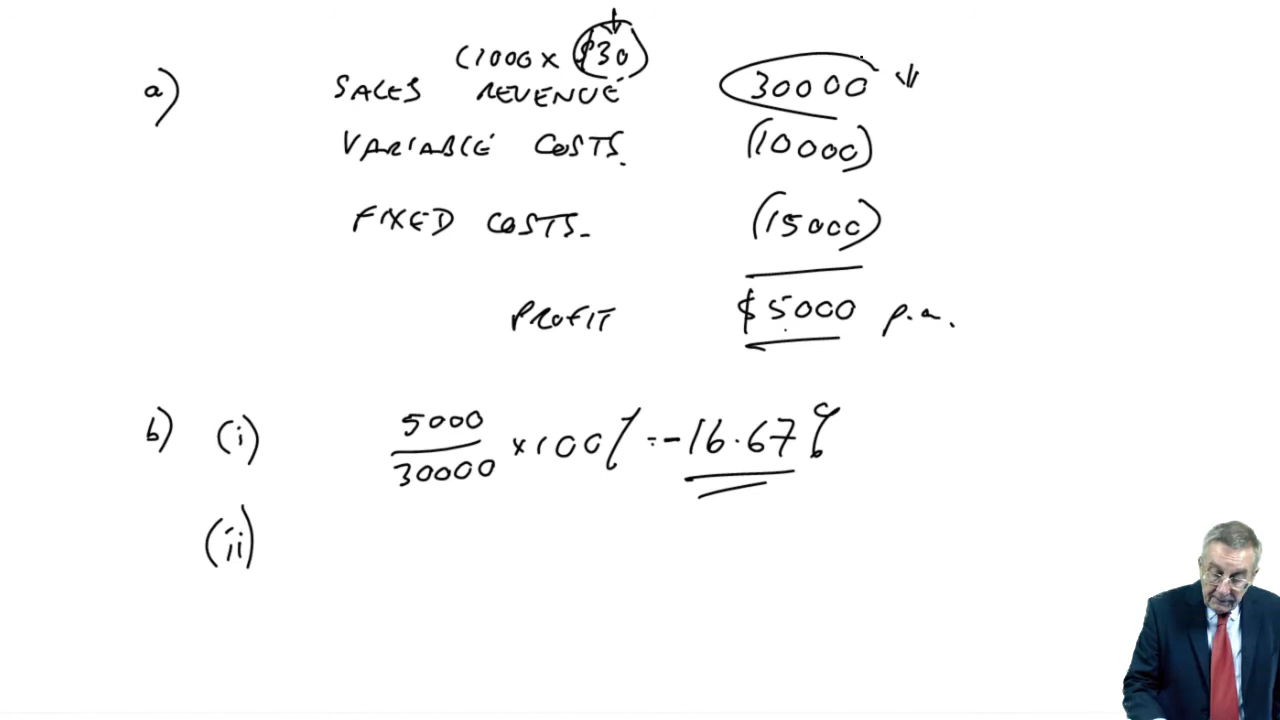 (1000 × $30)
a) SALES REVENUE 30000
VARIABLE COSTS. (10000)
FIXED COSTS. (15000)
PROFIT $5000 p.a.
b) (i) 5000/30000 ×100% = -16.67%
(ii)